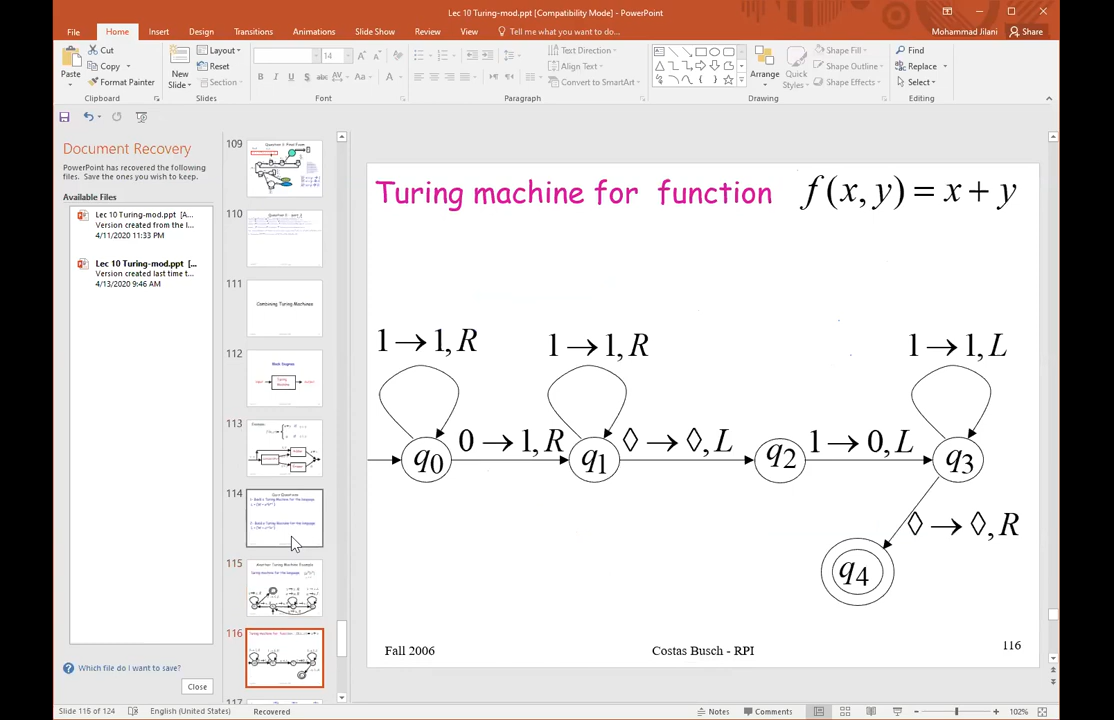 Lec 10 Turing-mod.ppt [Compatibility Mode] - PowerPoint
File Home Insert Design Transitions Animations Slide Show Review View Tell me what you want to do... Mohammad Jilani Share
Paste
Cut
Copy
Format Painter
Clipboard
New Slide
Layout
Reset
Section
Slides
14
Font
Paragraph
Text Direction
Align Text
Convert to SmartArt
Arrange
Quick Styles
Shape Fill
Shape Outline
Shape Effects
Drawing
Find
Replace
Select
Editing
Document Recovery
PowerPoint has recovered the following
files. Save the ones you wish to keep.
Available Files
Lec 10 Turing-mod.ppt [A...
Version created from the l...
4/11/2020 11:33 PM
Lec 10 Turing-mod.ppt [...
Version created last time t...
4/13/2020 9:46 AM
Which file do I want to save?
Close
109
110
111
Combining Turing Machines
112
113
114
Quiz Questions
115
Another Turing Machine Example
116
117
Turing machine for function f(x, y) = x + y
1 → 1, R
1 → 1, R
1 → 1, L
q0
0 → 1, R
q1
◊ → ◊, L
q2
1 → 0, L
q3
◊ → ◊, R
q4
Fall 2006 Costas Busch - RPI 116
Slide 116 of 124 English (United States) Recovered Notes Comments 102%